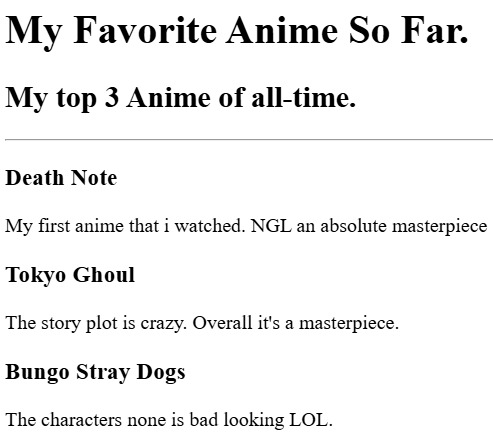 My Favorite Anime So Far.
My top 3 Anime of all-time.
Death Note
My first anime that i watched. NGL an absolute masterpiece
Tokyo Ghoul
The story plot is crazy. Overall it's a masterpiece.
Bungo Stray Dogs
The characters none is bad looking LOL.